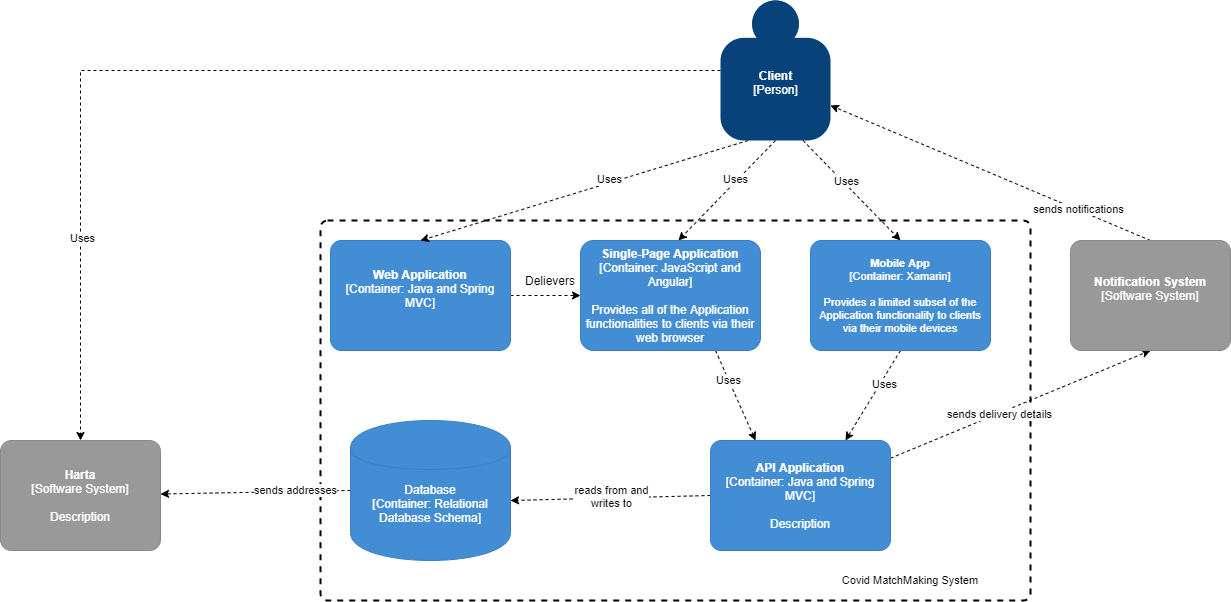 Client
[Person]
Uses
Uses
Uses
sends notifications
Uses
Web Application
[Container: Java and Spring
MVC]
Delievers
Single-Page Application
[Container: JavaScript and
Angular]
Provides all of the Application
functionalities to clients via their
web browser
Mobile App
[Container: Xamarin]
Provides a limited subset of the
Application functionality to clients
via their mobile devices
Notification System
[Software System]
Uses
Uses
sends delivery details
Harta
[Software System]
Description
sends addresses
Database
[Container: Relational
Database Schema]
reads from and
writes to
API Application
[Container: Java and Spring
MVC]
Description
Covid MatchMaking System